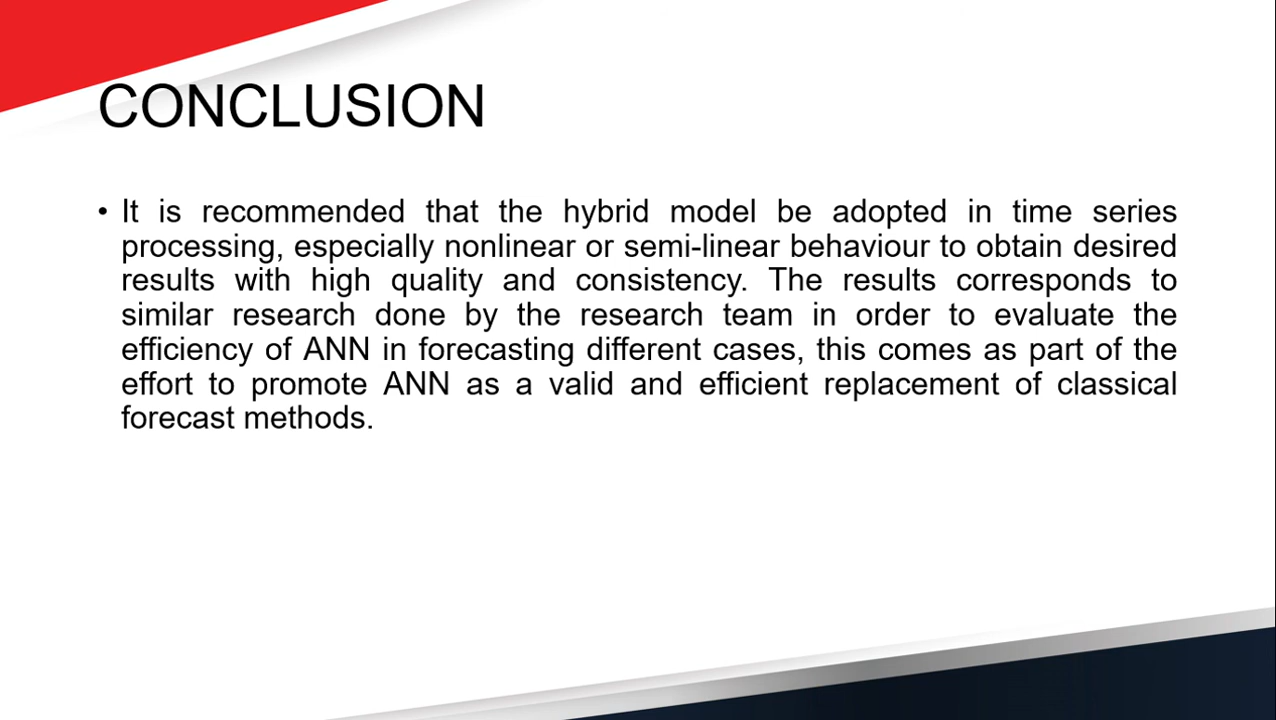 CONCLUSION
• It is recommended that the hybrid model be adopted in time series
processing, especially nonlinear or semi-linear behaviour to obtain desired
results with high quality and consistency. The results corresponds to
similar research done by the research team in order to evaluate the
efficiency of ANN in forecasting different cases, this comes as part of the
effort to promote ANN as a valid and efficient replacement of classical
forecast methods.